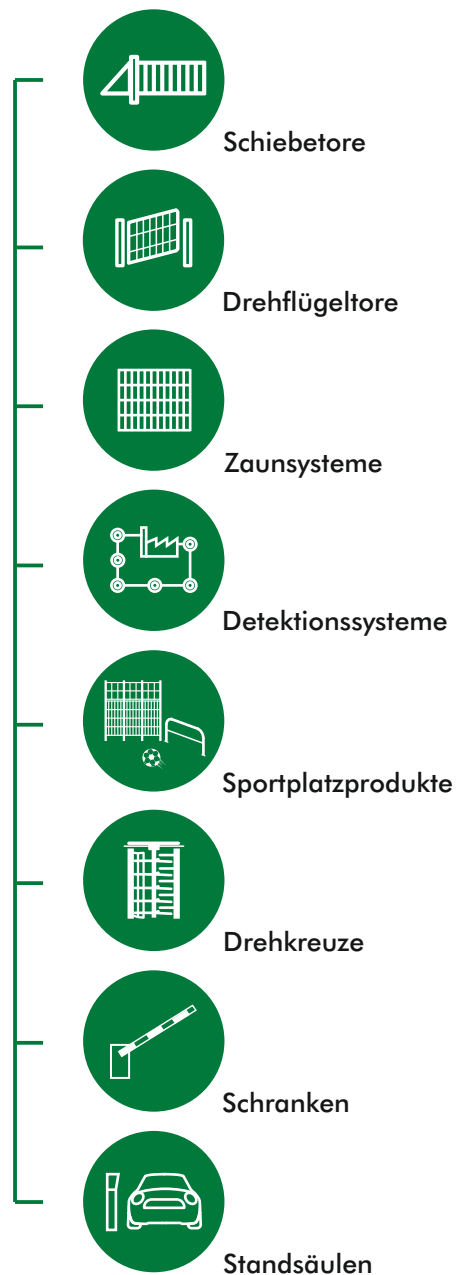 Schiebetore
Drehflügeltore
Zaunsysteme
Detektionssysteme
Sportplatzprodukte
Drehkreuze
Schranken
Standsäulen